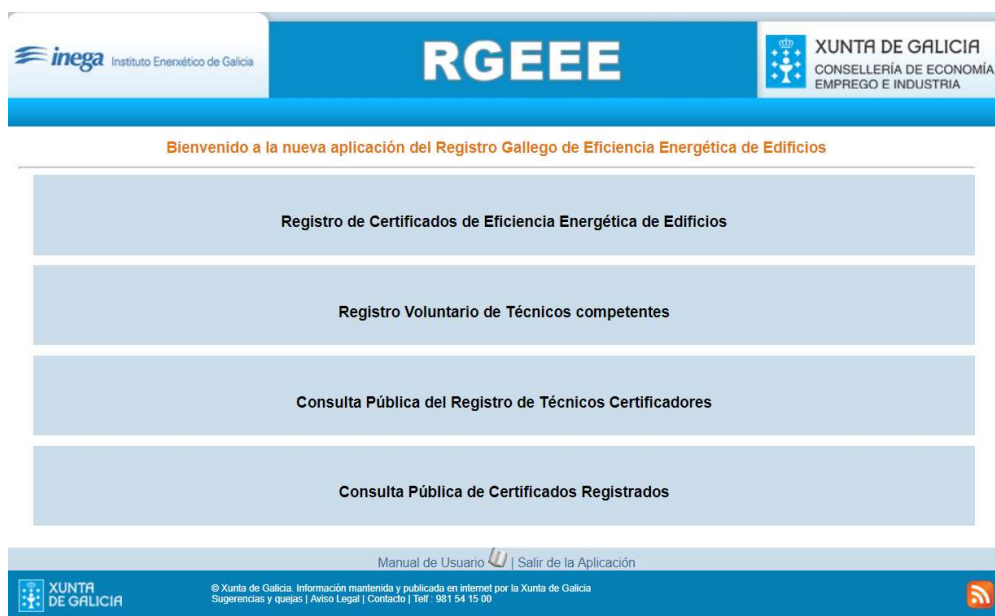 inega Instituto Enerxético de Galicia
RGEEE
XUNTA DE GALICIA
CONSELLERÍA DE ECONOMÍA
EMPREGO E INDUSTRIA
Bienvenido a la nueva aplicación del Registro Gallego de Eficiencia Energética de Edificios
Registro de Certificados de Eficiencia Energética de Edificios
Registro Voluntario de Técnicos competentes
Consulta Pública del Registro de Técnicos Certificadores
Consulta Pública de Certificados Registrados
Manual de Usuario | Salir de la Aplicación
XUNTA
DE GALICIA
© Xunta de Galicia. Información mantenida y publicada en internet por la Xunta de Galicia
Sugerencias y quejas | Aviso Legal | Contacto | Telf : 981 54 15 00